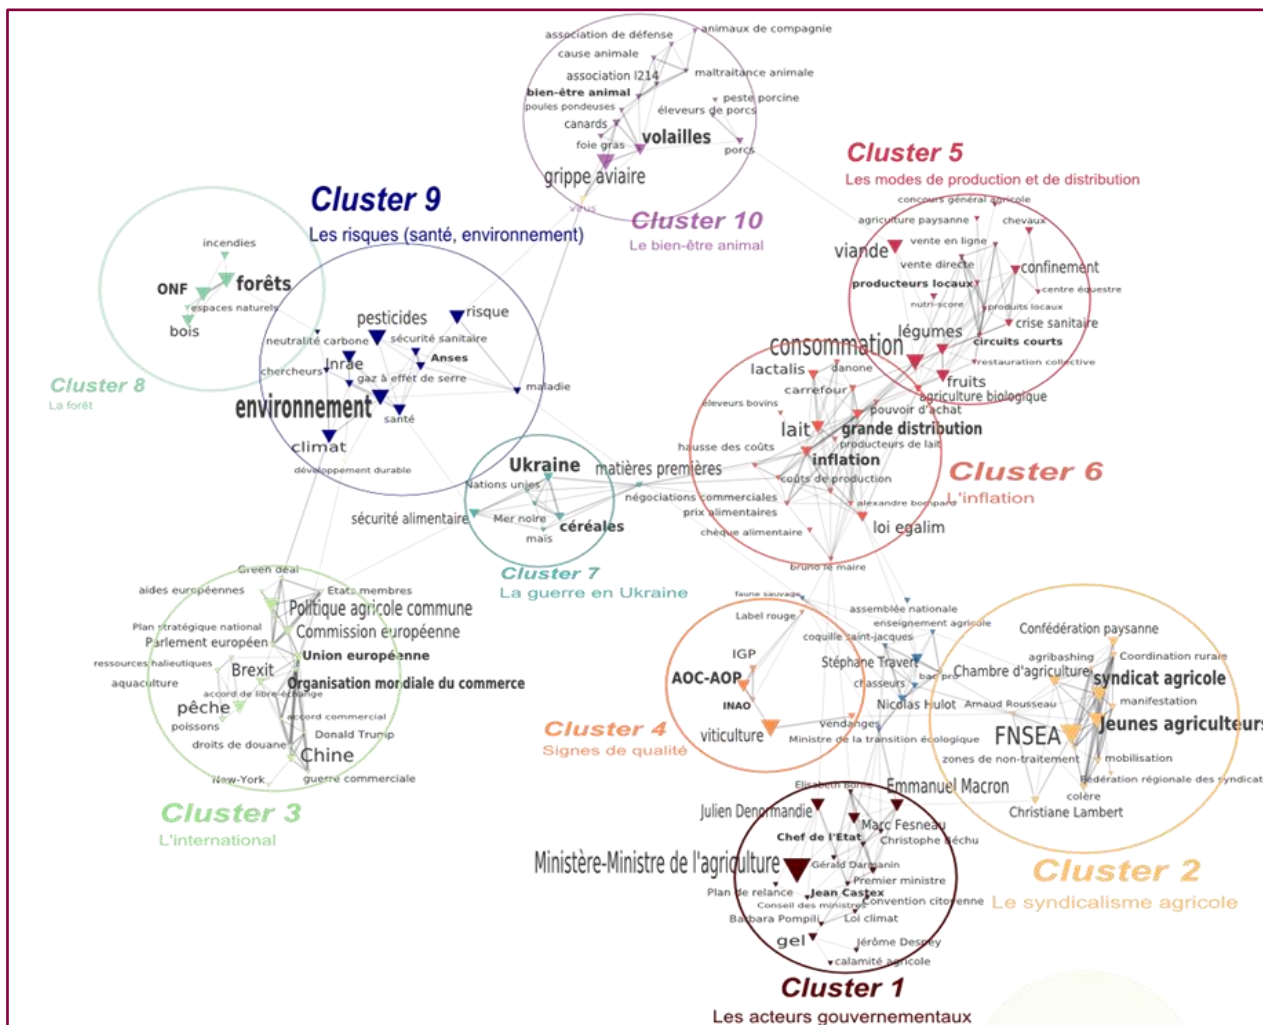 animaux de compagnie
association de défense
cause animale
association l214
maltraitance animale
bien-être animal
peste porcine
poules pondeuses
éleveurs de porcs
canards
volailles
foie gras
porcs
grippe aviaire
virus
Cluster 10
Le bien-être animal
Cluster 5
Les modes de production et de distribution
concours général agricole
agriculture paysanne
chevaux
viande
vente en ligne
vente directe
confinement
producteurs locaux
centre équestre
nutri-score
produits locaux
légumes
crise sanitaire
circuits courts
restauration collective
fruits
agriculture biologique
Cluster 9
Les risques (santé, environnement)
pesticides
risque
neutralité carbone
sécurité sanitaire
Inrae
Anses
chercheurs
gaz à effet de serre
maladie
environnement
santé
climat
développement durable
incendies
ONF
forêts
espaces naturels
bois
Cluster 8
La forêt
consommation
lactalis
danone
carrefour
éleveurs bovins
pouvoir d'achat
lait
grande distribution
hausse des coûts
producteurs de lait
inflation
matières premières
coûts de production
négociations commerciales
alexandre bompard
prix alimentaires
loi egalim
chèque alimentaire
bruno le maire
Cluster 6
L'inflation
Ukraine
Nations unies
sécurité alimentaire
Mer noire
céréales
maïs
Cluster 7
La guerre en Ukraine
Green deal
aides européennes
Etats membres
Politique agricole commune
Plan stratégique national
Commission européenne
Parlement européen
Union européenne
ressources halieutiques
Brexit
aquaculture
Organisation mondiale du commerce
accord de libre-échange
pêche
poissons
accord commercial
Donald Trump
droits de douane
Chine
New-York
guerre commerciale
Cluster 3
L'international
faune sauvage
Label rouge
IGP
AOC-AOP
INAO
viticulture
vendanges
Cluster 4
Signes de qualité
assemblée nationale
enseignement agricole
coquille saint-jacques
Stéphane Travert
bac pro
chasseurs
Nicolas Hulot
Ministre de la transition écologique
Confédération paysanne
agribashing
Coordination rurale
Chambre d'agriculture
syndicat agricole
manifestation
Arnaud Rousseau
Jeunes agriculteurs
FNSEA
zones de non-traitement
mobilisation
Fédération régionale des syndicat
colère
Christiane Lambert
Cluster 2
Le syndicalisme agricole
Elisabeth Borne
Emmanuel Macron
Julien Denormandie
Marc Fesneau
Chef de l'Etat
Christophe Béchu
Ministère-Ministre de l'agriculture
Gérald Darmanin
Premier ministre
Plan de relance
Jean Castex
Conseil des ministres
Convention citoyenne
Barbara Pompili
Loi climat
gel
Jérôme Despey
calamité agricole
Cluster 1
Les acteurs gouvernementaux